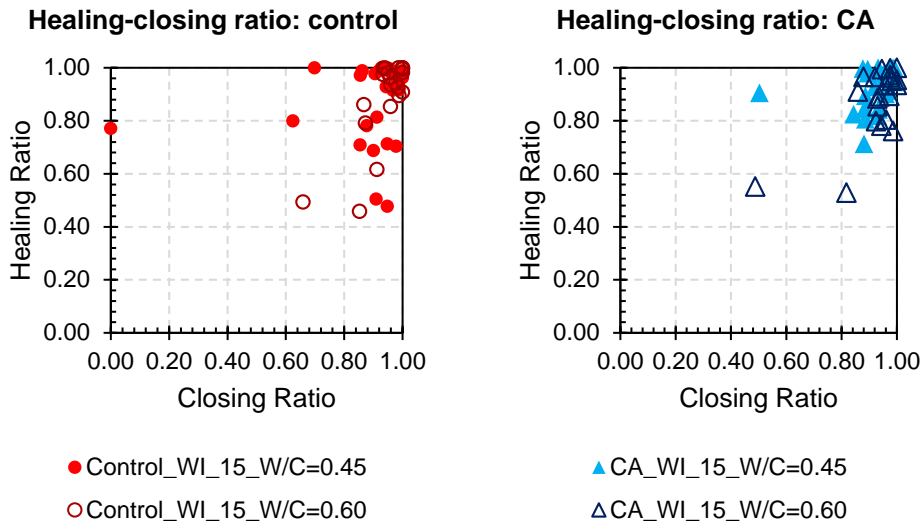 Healing-closing ratio: control
1.00
0.80
0.60
0.40
0.20
0.00
Healing Ratio
0.00 0.20 0.40 0.60 0.80 1.00
Closing Ratio
Control_WI_15_W/C=0.45
Control_WI_15_W/C=0.60
Healing-closing ratio: CA
1.00
0.80
0.60
0.40
0.20
0.00
Healing Ratio
0.00 0.20 0.40 0.60 0.80 1.00
Closing Ratio
CA_WI_15_W/C=0.45
CA_WI_15_W/C=0.60